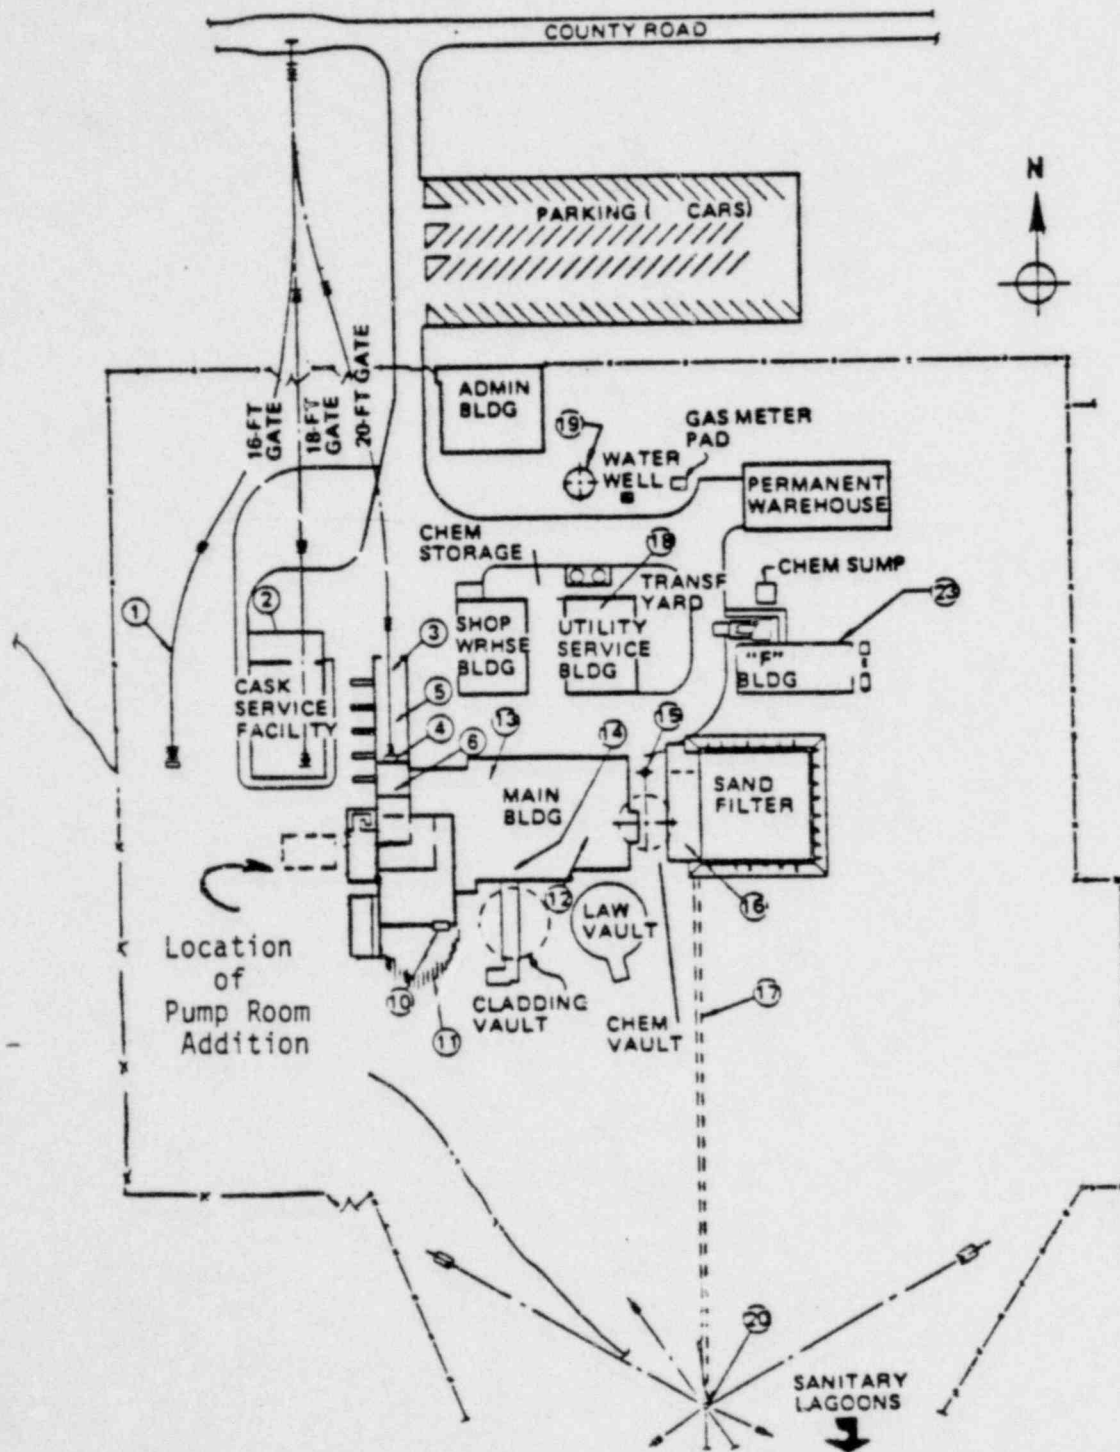 COUNTY ROAD
N
PARKING ( CARS)
16-FT
GATE
18-FT
GATE
20-FT GATE
ADMIN
BLDG
19
GAS METER
PAD
WATER
WELL
PERMANENT
WAREHOUSE
CHEM
STORAGE
18
TRANSF
YARD
CHEM SUMP
23
1
2
3
SHOP
WRHSE
BLDG
UTILITY
SERVICE
BLDG
"F"
BLDG
CASK
SERVICE
FACILITY
5
4
6
13
14
15
MAIN
BLDG
SAND
FILTER
12
LAW
VAULT
16
Location
of
Pump Room
Addition
10
11
CLADDING
VAULT
CHEM
VAULT
17
20
SANITARY
LAGOONS